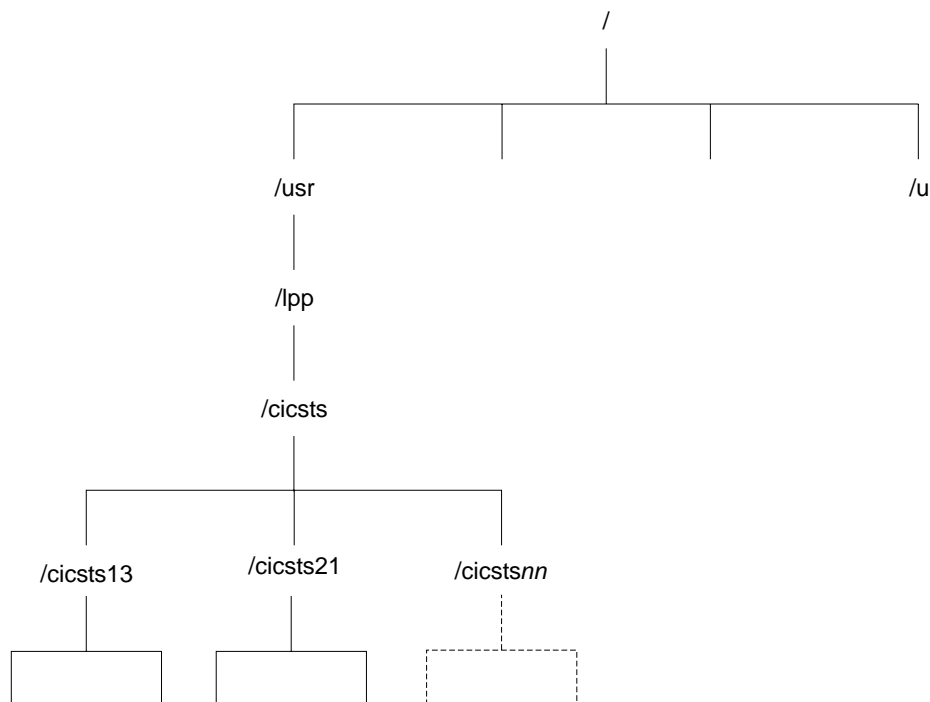 /
/usr
/u
/lpp
/cicsts
/cicsts13
/cicsts21
/cicstsnn